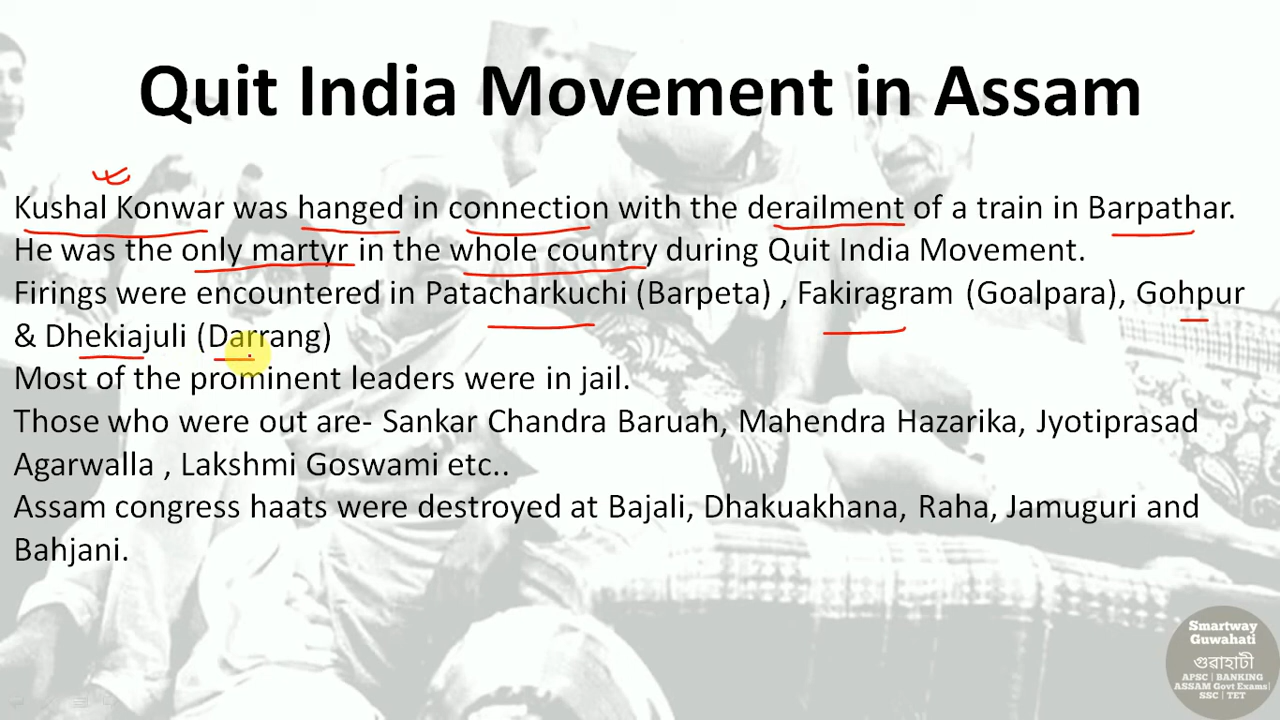 Quit India Movement in Assam
Kushal Konwar was hanged in connection with the derailment of a train in Barpathar.
He was the only martyr in the whole country during Quit India Movement.
Firings were encountered in Patacharkuchi (Barpeta) , Fakiragram (Goalpara), Gohpur
& Dhekiajuli (Darrang)
Most of the prominent leaders were in jail.
Those who were out are- Sankar Chandra Baruah, Mahendra Hazarika, Jyotiprasad
Agarwalla , Lakshmi Goswami etc..
Assam congress haats were destroyed at Bajali, Dhakuakhana, Raha, Jamuguri and
Bahjani.
Smartway
Guwahati
গুৱাহাটী
APSC | BANKING
ASSAM Govt Exams|
SSC | TET